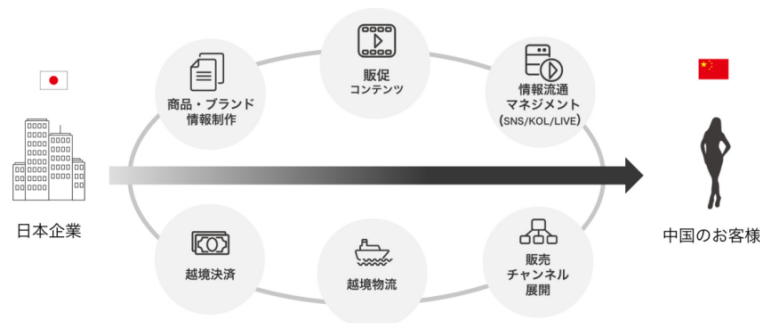 販促
コンテンツ
商品・ブランド
情報制作
情報流通
マネジメント
(SNS/KOL/LIVE)
日本企業
中国のお客様
越境決済
越境物流
販売
チャンネル
展開